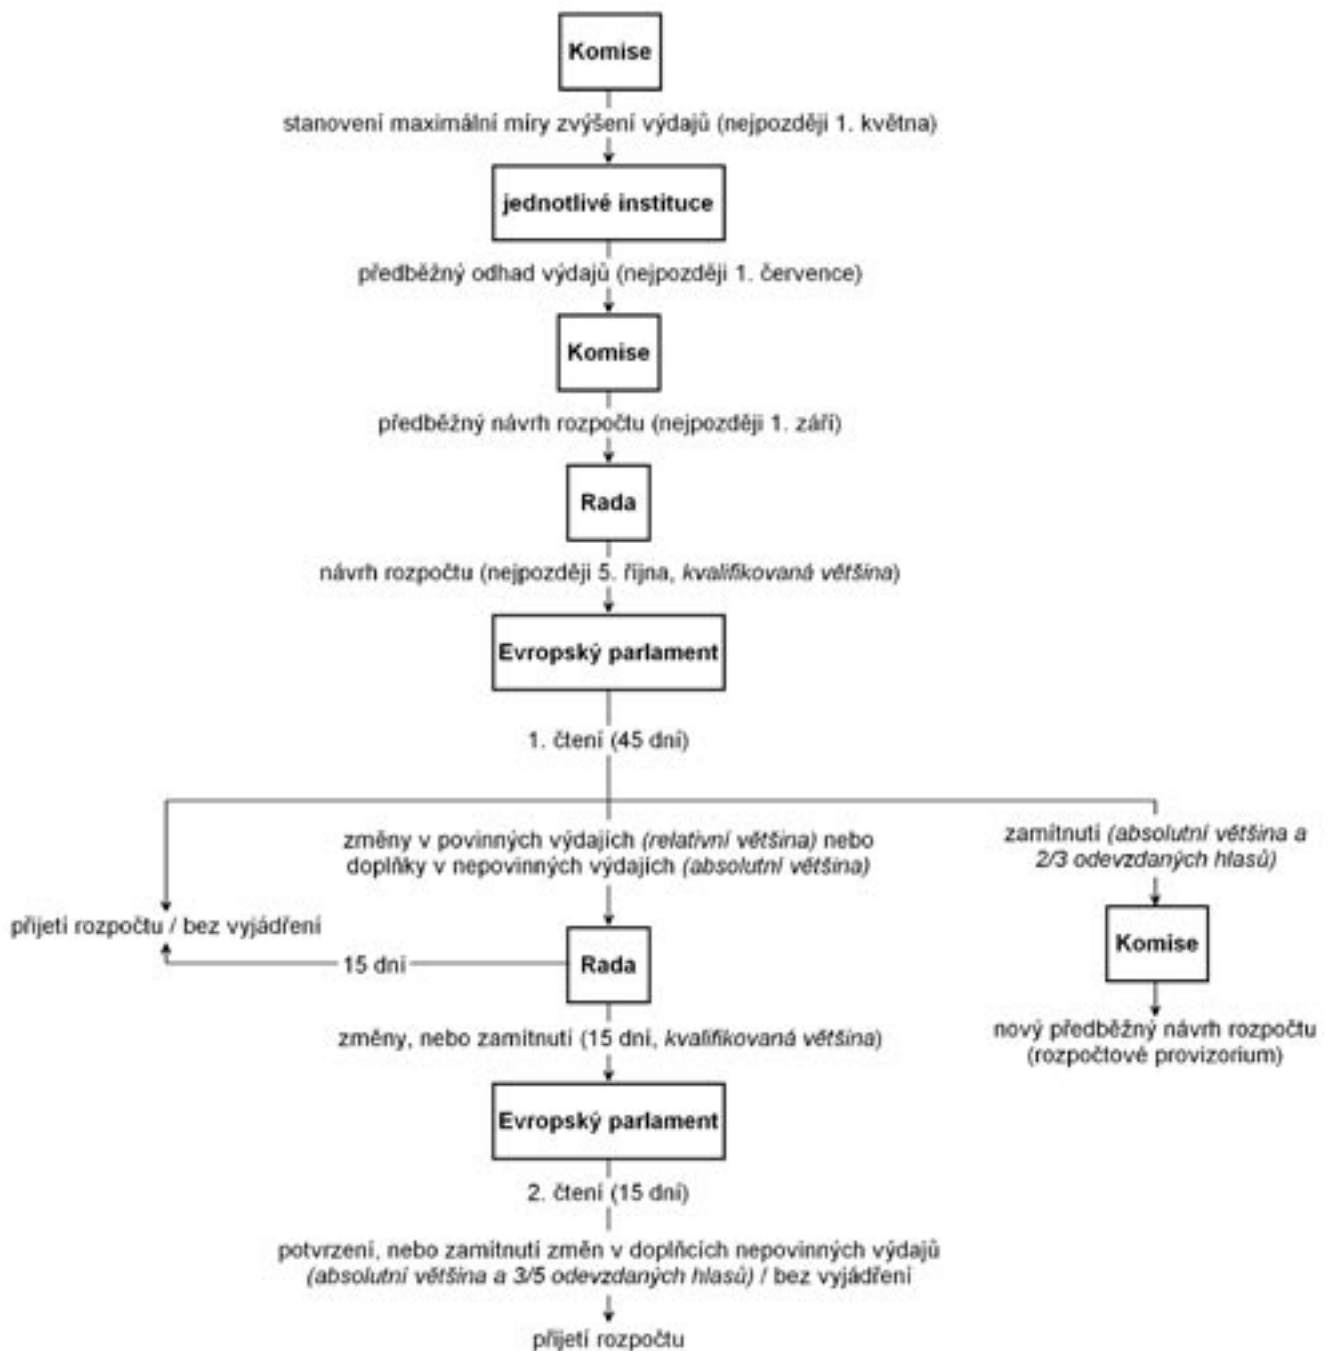 Komise
stanovení maximální míry zvýšení výdajů (nejpozději 1. května)
jednotlivé instituce
předběžný odhad výdajů (nejpozději 1. července)
Komise
předběžný návrh rozpočtu (nejpozději 1. září)
Rada
návrh rozpočtu (nejpozději 5. října, kvalifikovaná většina)
Evropský parlament
1. čtení (45 dní)
změny v povinných výdajích (relativní většina) nebo
doplňky v nepovinných výdajích (absolutní většina)
zamítnutí (absolutní většina a
2/3 odevzdaných hlasů)
přijetí rozpočtu / bez vyjádření
15 dní
Rada
Komise
změny, nebo zamítnutí (15 dní, kvalifikovaná většina)
nový předběžný návrh rozpočtu
(rozpočtové provizorium)
Evropský parlament
2. čtení (15 dní)
potvrzení, nebo zamítnutí změn v doplňcích nepovinných výdajů
(absolutní většina a 3/5 odevzdaných hlasů) / bez vyjádření
přijetí rozpočtu